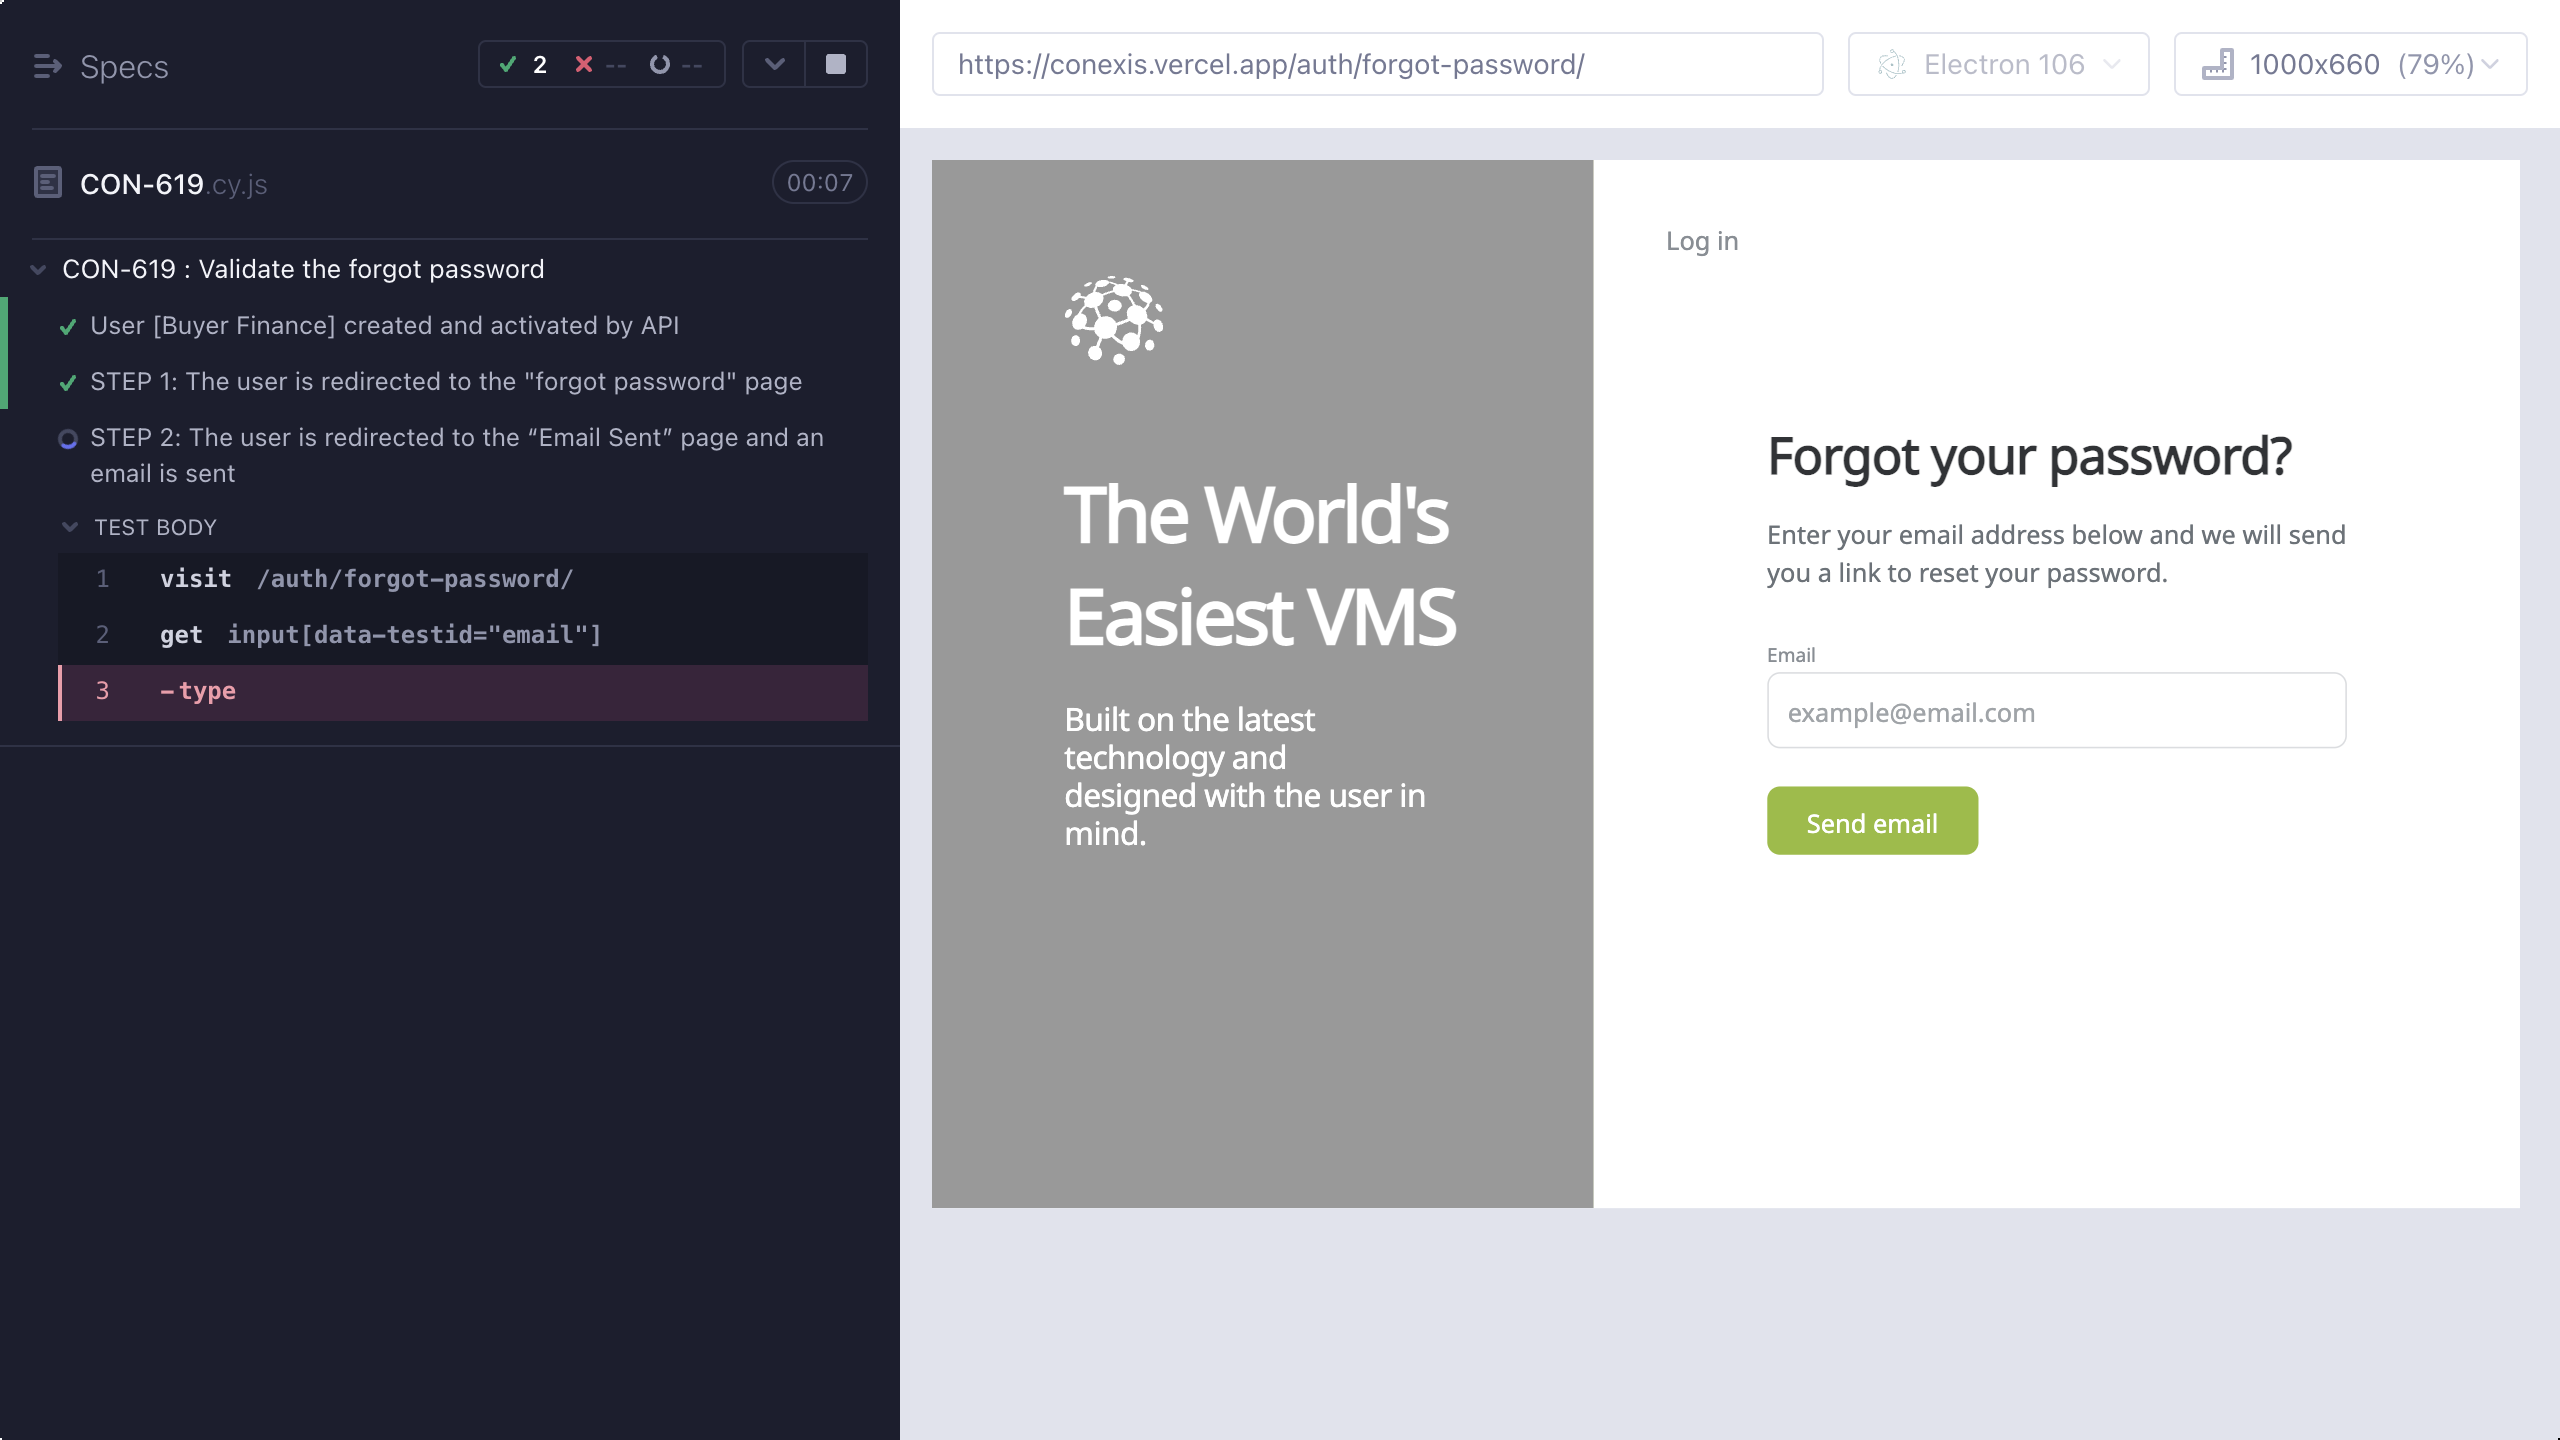 Specs
2
--
--
CON-619.cy.js
00:07
CON-619 : Validate the forgot password
User [Buyer Finance] created and activated by API
STEP 1: The user is redirected to the "forgot password" page
STEP 2: The user is redirected to the “Email Sent” page and an
email is sent
TEST BODY
1 visit /auth/forgot-password/
2 get input[data-testid="email"]
3 -type
https://conexis.vercel.app/auth/forgot-password/
Electron 106
1000x660 (79%)
The World's
Easiest VMS
Built on the latest
technology and
designed with the user in
mind.
Log in
Forgot your password?
Enter your email address below and we will send
you a link to reset your password.
Email
example@email.com
Send email